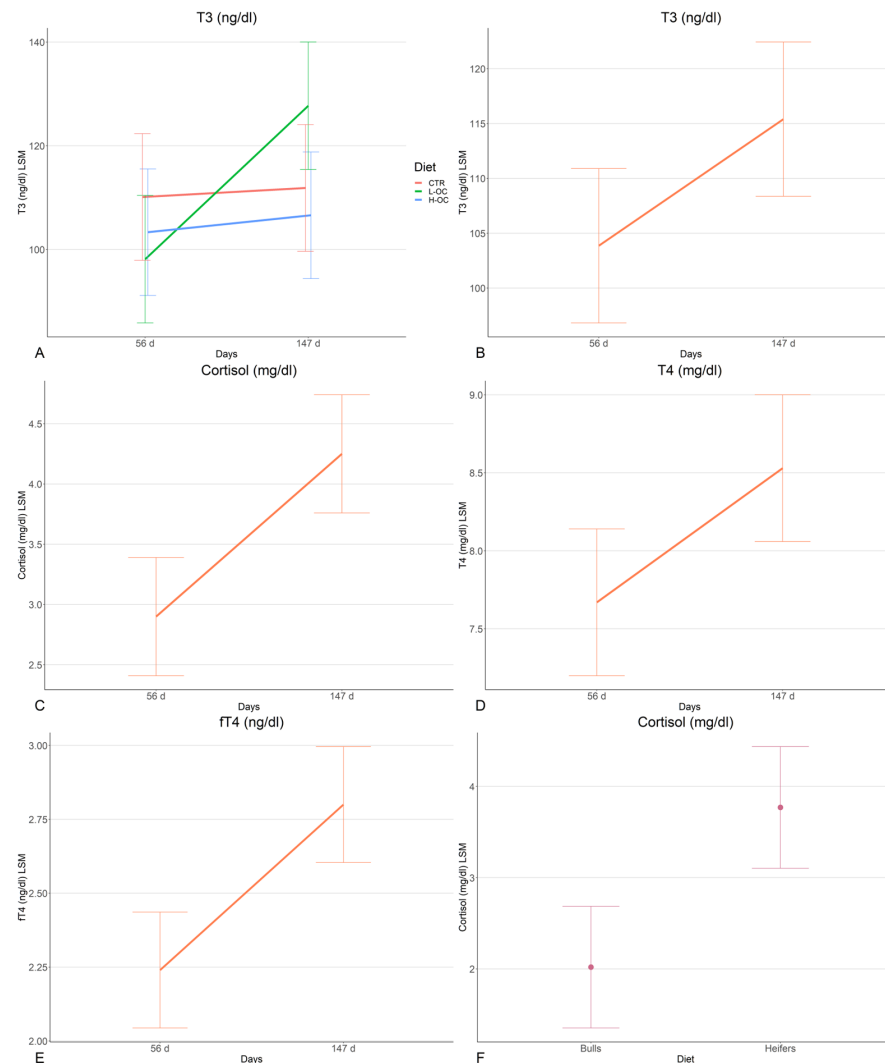 T3 (ng/dl)
140
120
100
T3 (ng/dl) LSM
56 d
147 d
Days
A
Diet
CTR
L-OC
H-OC
T3 (ng/dl)
120
115
110
105
100
T3 (ng/dl) LSM
56 d
147 d
Days
B
Cortisol (mg/dl)
4.5
4.0
3.5
3.0
2.5
Cortisol (mg/dl) LSM
56 d
147 d
Days
C
T4 (mg/dl)
9.0
8.5
8.0
7.5
T4 (mg/dl) LSM
56 d
147 d
Days
D
fT4 (ng/dl)
3.00
2.75
2.50
2.25
2.00
fT4 (ng/dl) LSM
56 d
147 d
Days
E
Cortisol (mg/dl)
4
3
2
Cortisol (mg/dl) LSM
Bulls
Heifers
Diet
F